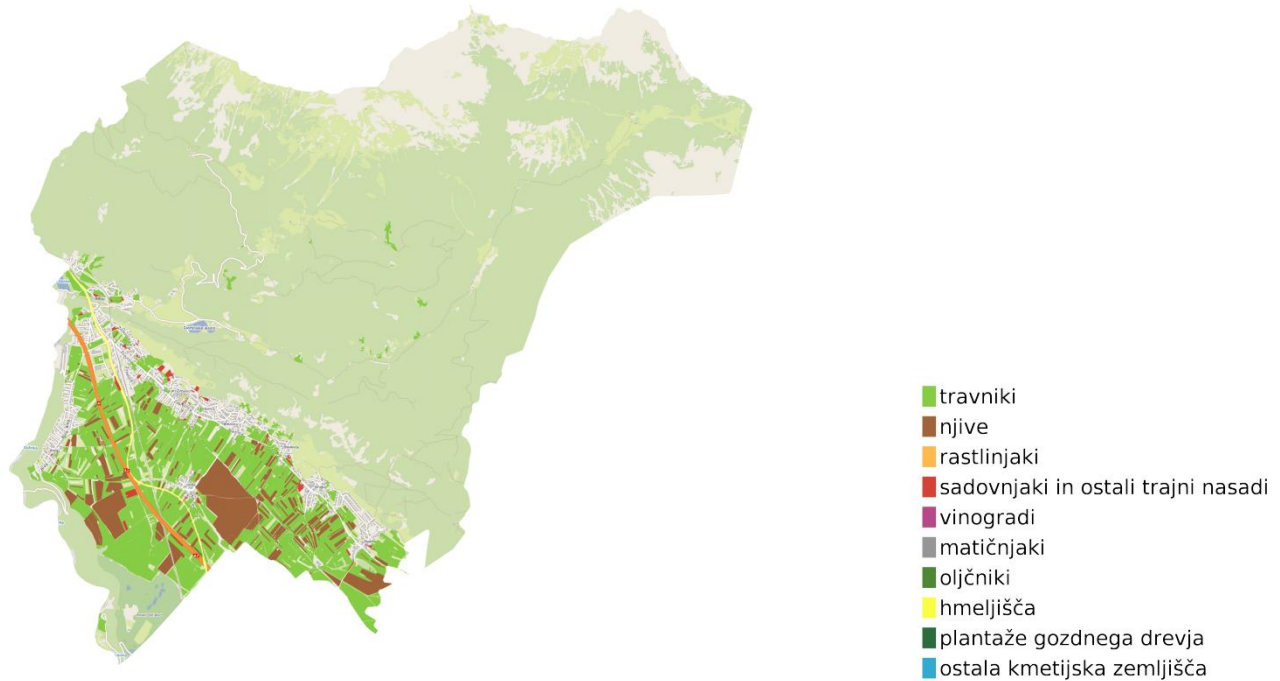 travniki
njive
rastlinjaki
sadovnjaki in ostali trajni nasadi
vinogradi
matičnjaki
oljčniki
hmeljišča
plantaže gozdnega drevja
ostala kmetijska zemljišča